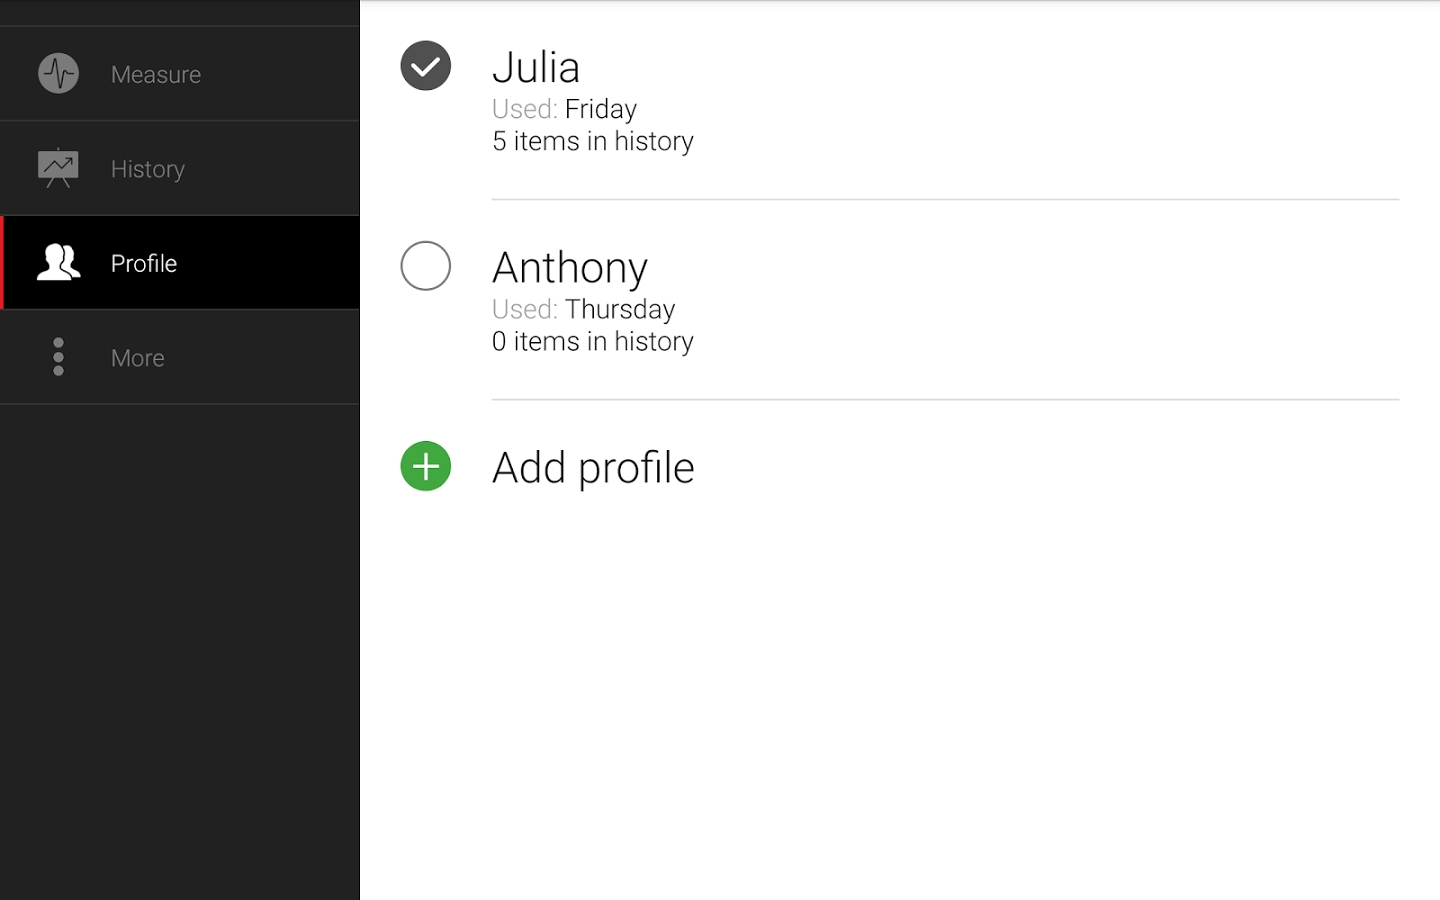 Measure
History
Profile
More
Julia
Used: Friday
5 items in history
Anthony
Used: Thursday
0 items in history
Add profile